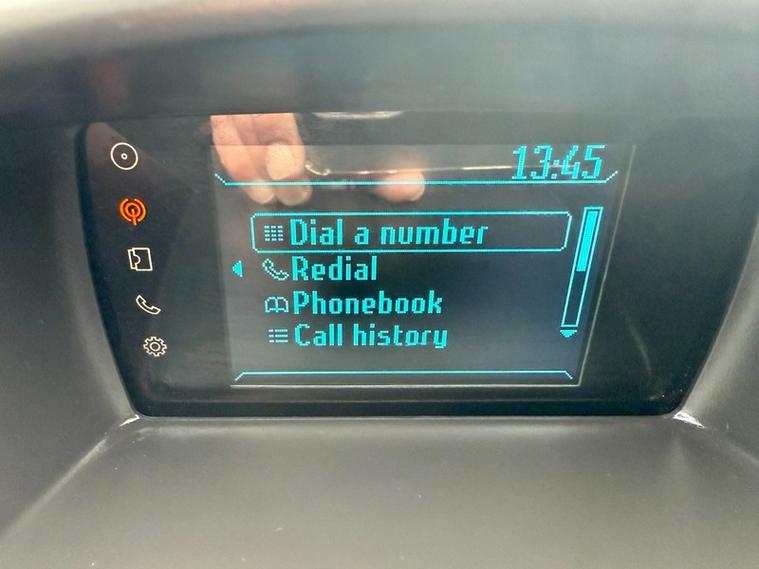 13:45
Dial a number
Redial
Phonebook
Call history